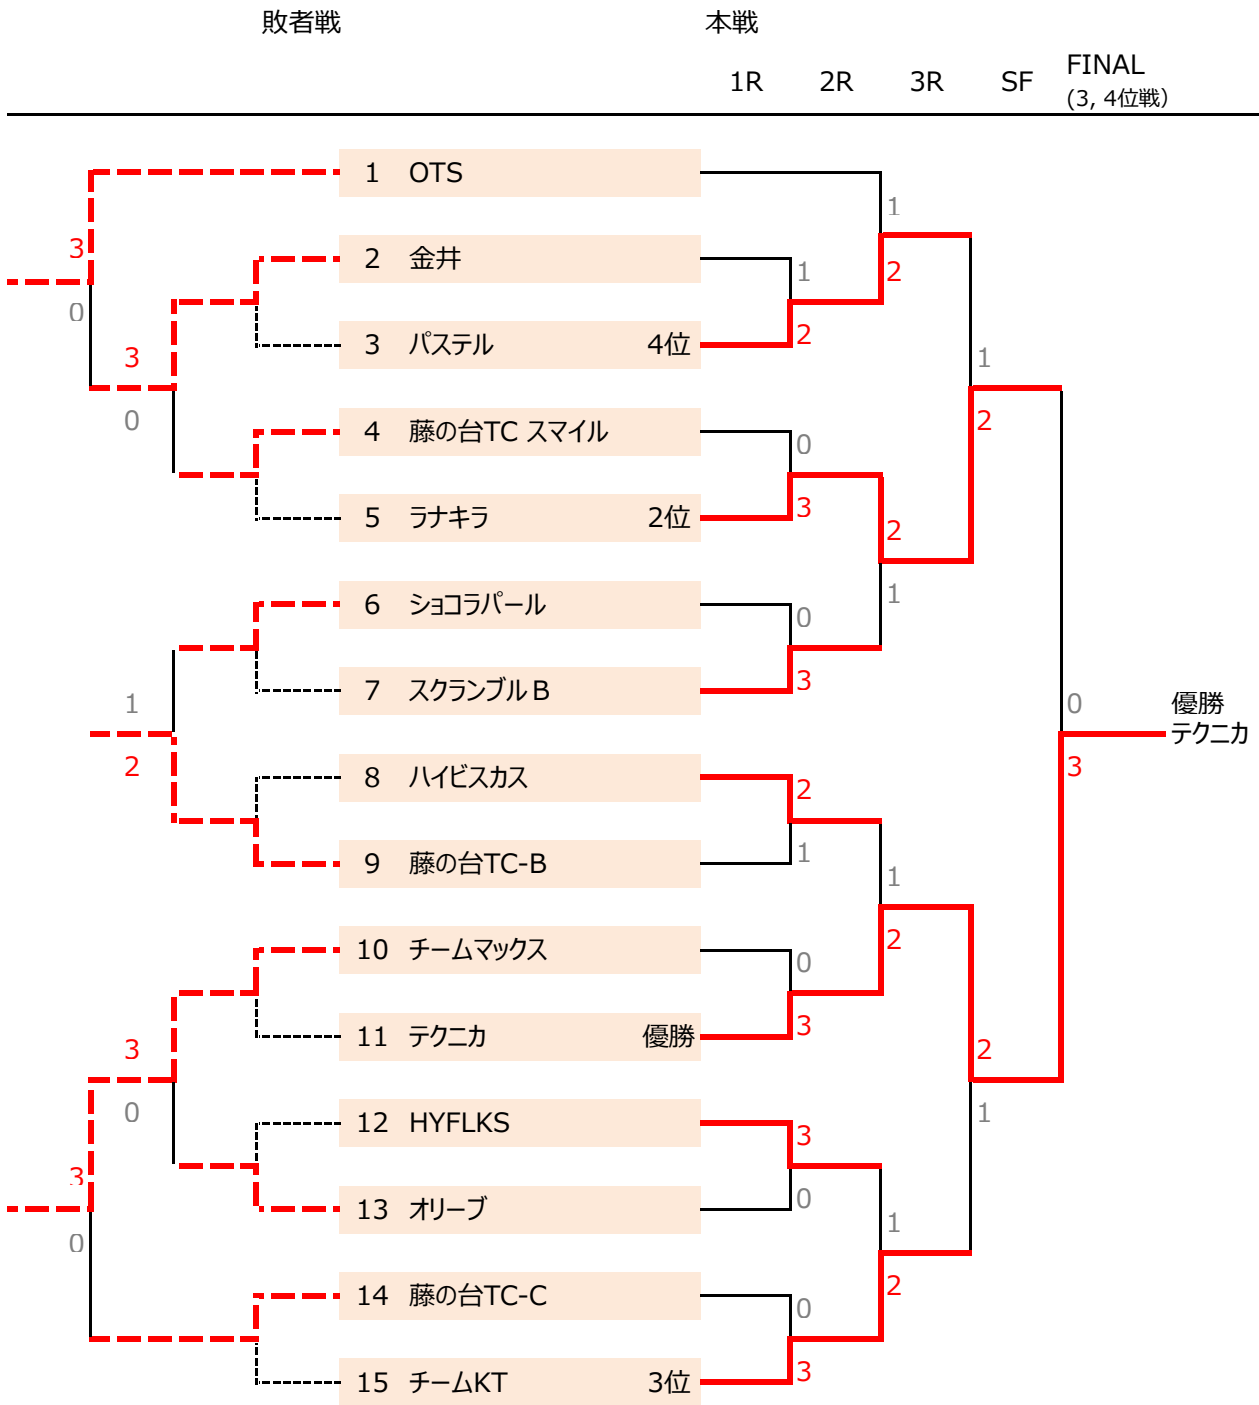 敗者戦 本戦
1R 2R 3R SF FINAL
(3, 4位戦)
1 OTS
1
3
2 金井
1
2
0
3 パステル 4位
2
3
1
0
2
4 藤の台TC スマイル
0
5 ラナキラ 2位
3
2
6 ショコラパール
1
0
7 スクランブル B
3
1
0
優勝
テクニカ
2
3
8 ハイビスカス
2
9 藤の台TC-B
1
1
2
10 チームマックス
0
11 テクニカ 優勝
3
3
2
0
1
12 HYFLKS
3
3
13 オリーブ
0
1
0
14 藤の台TC-C
2
0
15 チームKT 3位
3